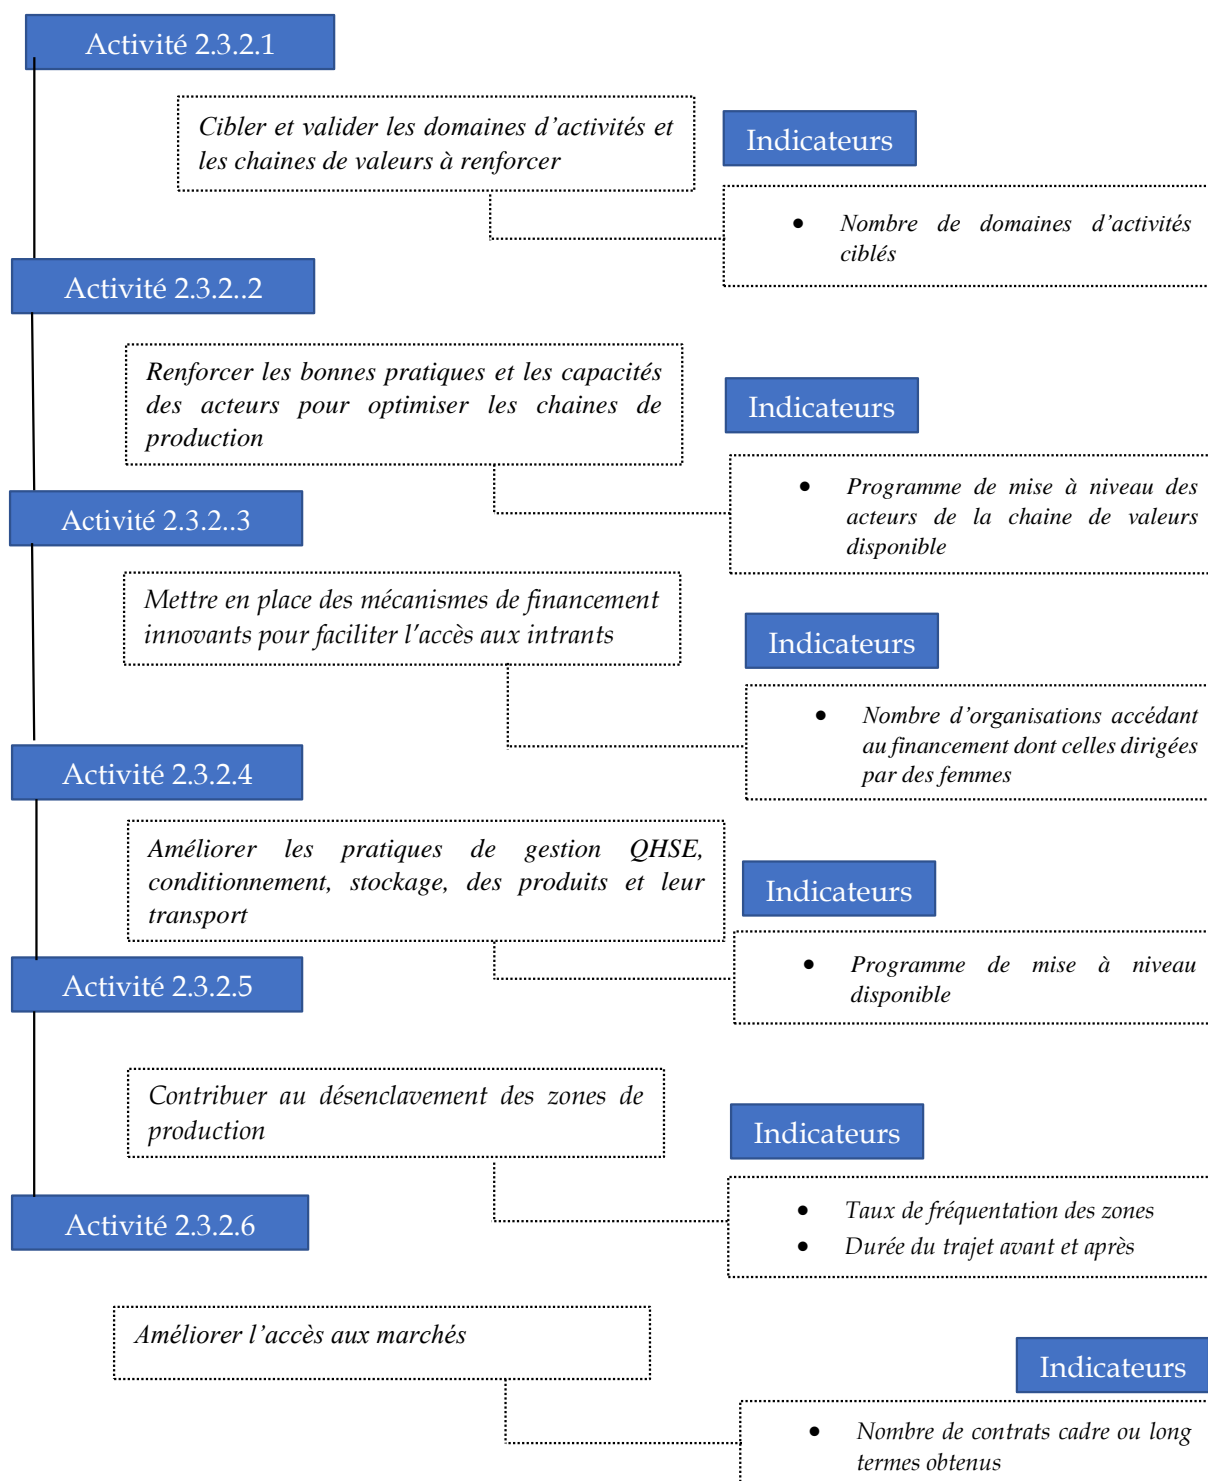 Activité 2.3.2.1
Cibler et valider les domaines d’activités et
les chaines de valeurs à renforcer
Indicateurs
• Nombre de domaines d’activités
ciblés
Activité 2.3.2..2
Renforcer les bonnes pratiques et les capacités
des acteurs pour optimiser les chaines de
production
Indicateurs
• Programme de mise à niveau des
acteurs de la chaine de valeurs
disponible
Activité 2.3.2..3
Mettre en place des mécanismes de financement
innovants pour faciliter l’accès aux intrants
Indicateurs
• Nombre d’organisations accédant
au financement dont celles dirigées
par des femmes
Activité 2.3.2.4
Améliorer les pratiques de gestion QHSE,
conditionnement, stockage, des produits et leur
transport
Indicateurs
• Programme de mise à niveau
disponible
Activité 2.3.2.5
Contribuer au désenclavement des zones de
production
Indicateurs
• Taux de fréquentation des zones
• Durée du trajet avant et après
Activité 2.3.2.6
Améliorer l’accès aux marchés
Indicateurs
• Nombre de contrats cadre ou long
termes obtenus